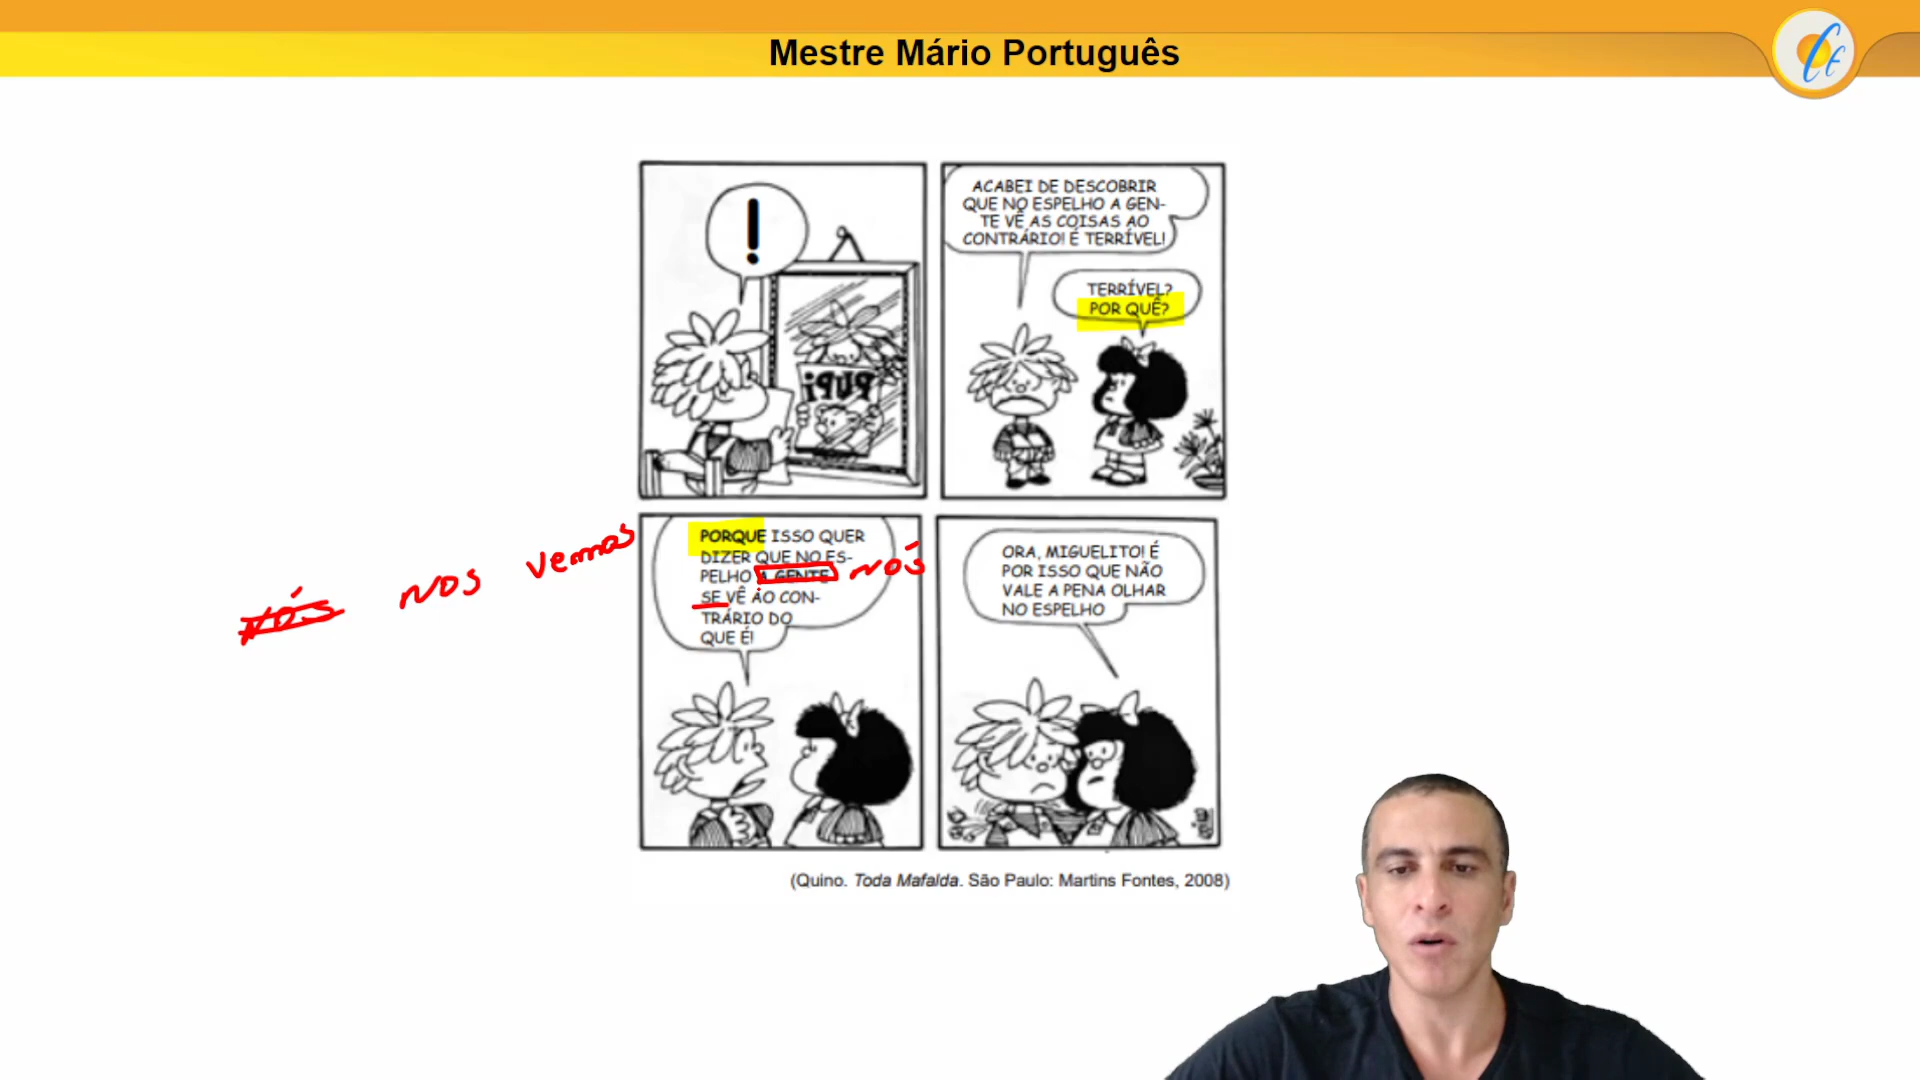 Mestre Mário Português
!
PUPI
ACABEI DE DESCOBRIR
QUE NO ESPELHO A GEN-
TE VÊ AS COISAS AO
CONTRÁRIO! É TERRÍVEL!
TERRÍVEL?
POR QUÊ?
PORQUE ISSO QUER
DIZER QUE NO ES-
PELHO A GENTE nós
SE VÊ AO CON-
TRÁRIO DO
QUE É!
nós nos vemos
ORA, MIGUELITO! É
POR ISSO QUE NÃO
VALE A PENA OLHAR
NO ESPELHO
(Quino. Toda Mafalda. São Paulo: Martins Fontes, 2008)